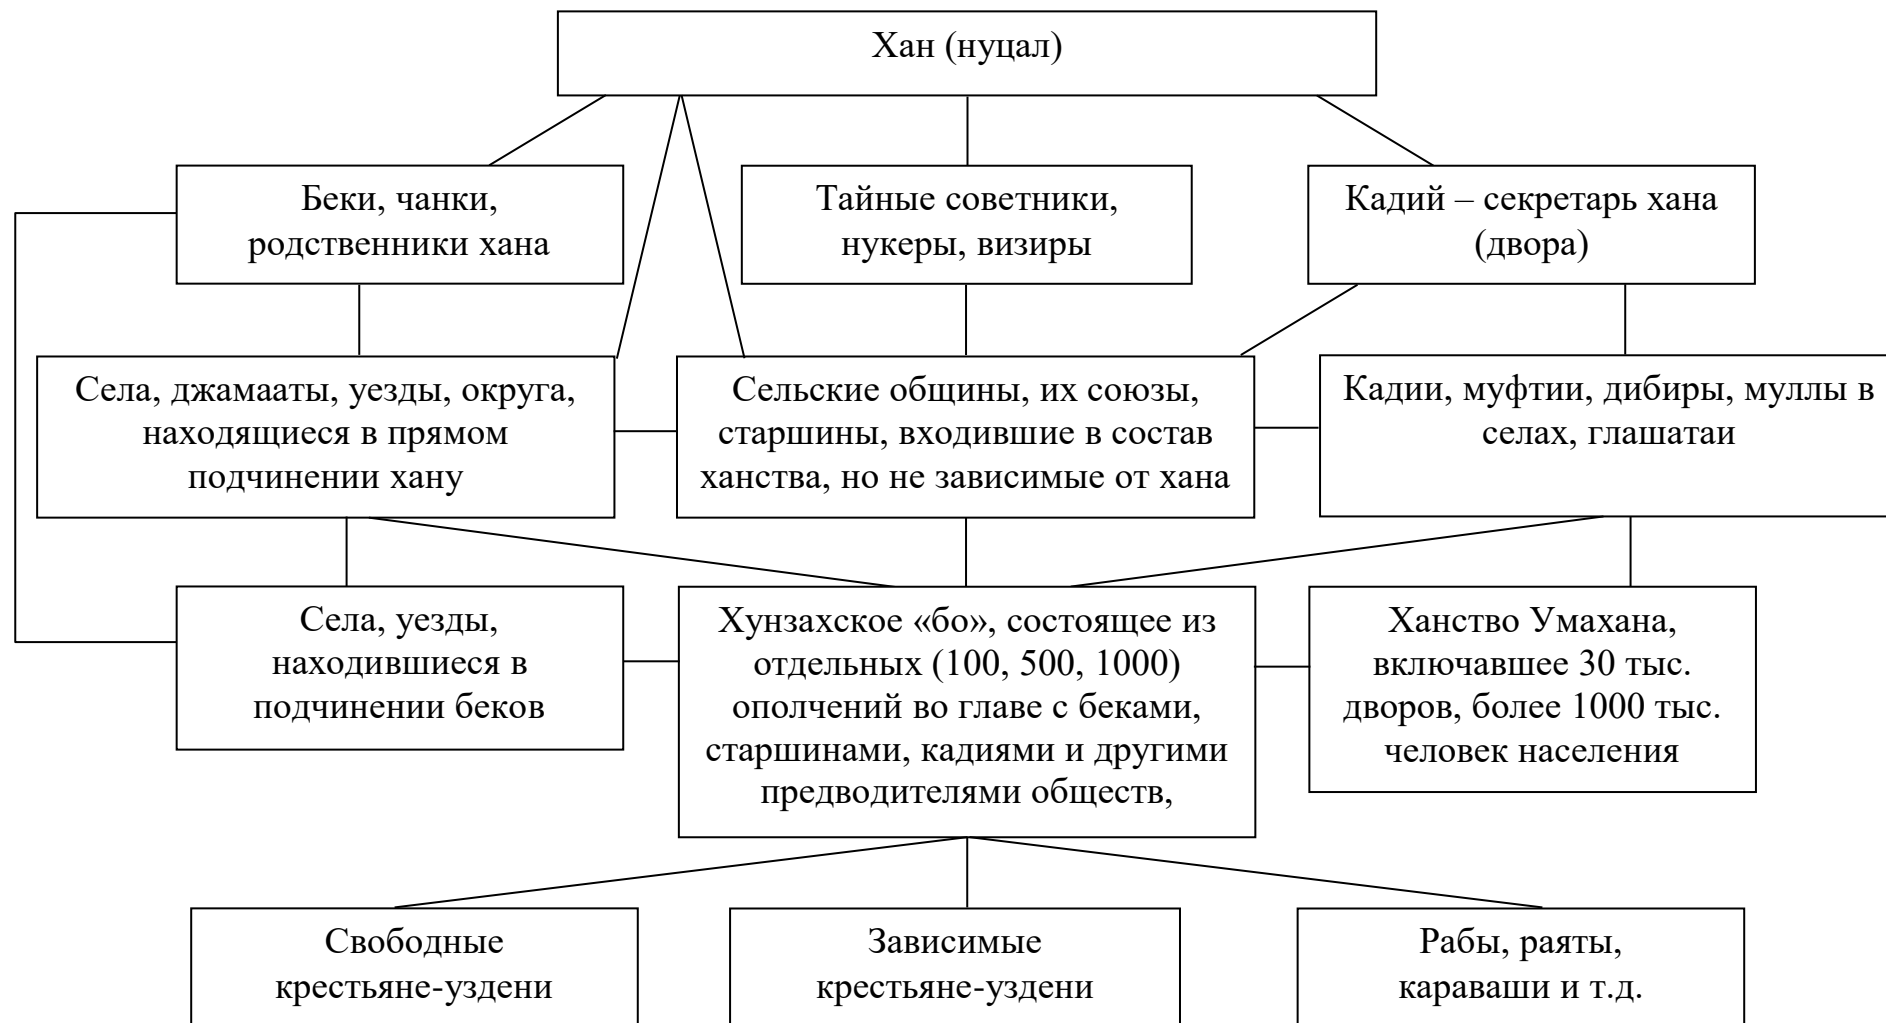 Хан (нуцал)
Беки, чанки,
родственники хана
Тайные советники,
нукеры, визиры
Кадий – секретарь хана
(двора)
Села, джамааты, уезды, округа,
находящиеся в прямом
подчинении хану
Сельские общины, их союзы,
старшины, входившие в состав
ханства, но не зависимые от хана
Кадии, муфтии, дибиры, муллы в
селах, глашатаи
Села, уезды,
находившиеся в
подчинении беков
Хунзахское «бо», состоящее из
отдельных (100, 500, 1000)
ополчений во главе с беками,
старшинами, кадиями и другими
предводителями обществ,
Ханство Умахана,
включавшее 30 тыс.
дворов, более 1000 тыс.
человек населения
Свободные
крестьяне-уздени
Зависимые
крестьяне-уздени
Рабы, раяты,
караваши и т.д.